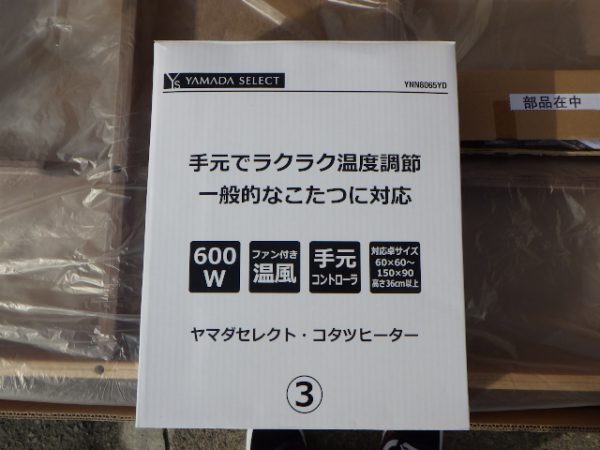 YS YAMADA SELECT
YNN8065YD
部品在中
手元でラクラク温度調節
一般的なこたつに対応
600
W
ファン付き
温風
手元
コントローラ
対応卓サイズ
60×60～
150×90
高さ36cm以上
ヤマダセレクト・コタツヒーター
③